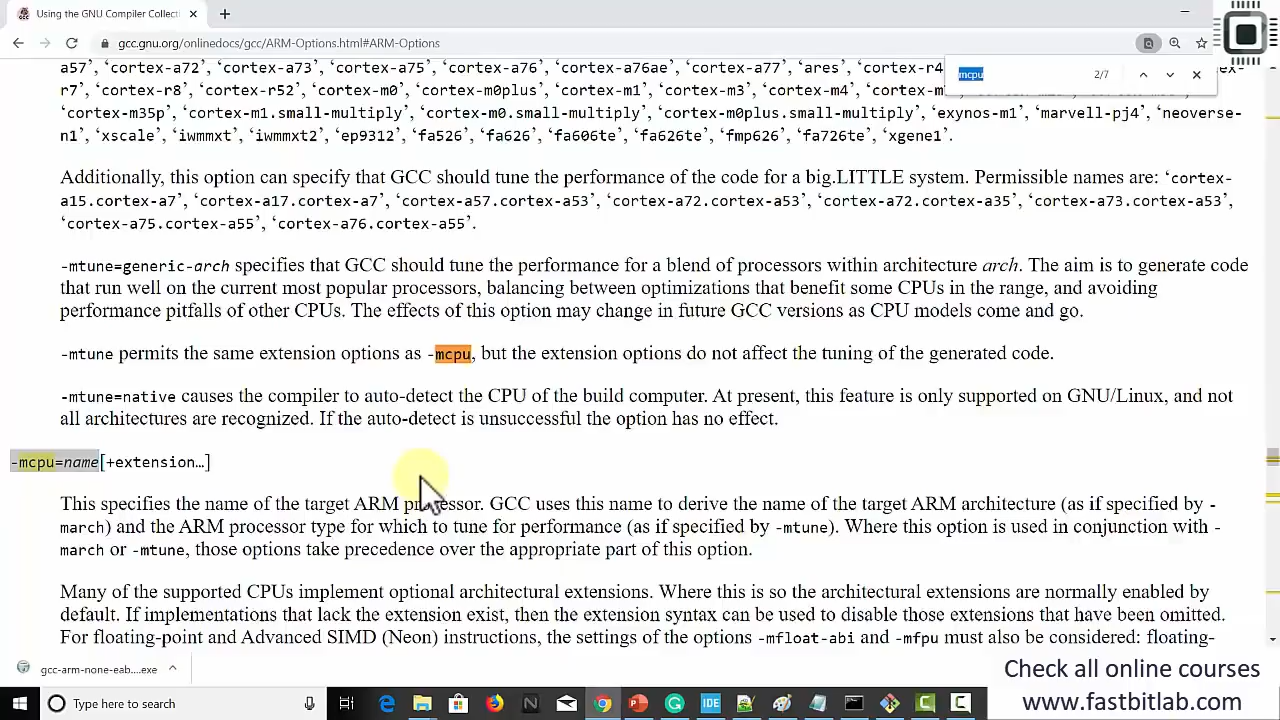 Using the GNU Compiler Collecti
gcc.gnu.org/onlinedocs/gcc/ARM-Options.html#ARM-Options
mcpu 2/7
a57’, ‘cortex-a72’, ‘cortex-a73’, ‘cortex-a75’, ‘cortex-a76’, ‘cortex-a76ae’, ‘cortex-a77’, ‘ares’, ‘cortex-r4
r7’, ‘cortex-r8’, ‘cortex-r52’, ‘cortex-m0’, ‘cortex-m0plus’, ‘cortex-m1’, ‘cortex-m3’, ‘cortex-m4’,
‘cortex-m35p’, ‘cortex-m1.small-multiply’, ‘cortex-m0.small-multiply’, ‘cortex-m0plus.small-multiply’, ‘exynos-m1’, ‘marvell-pj4’, ‘neoverse-
n1’, ‘xscale’, ‘iwmmxt’, ‘iwmmxt2’, ‘ep9312’, ‘fa526’, ‘fa626’, ‘fa606te’, ‘fa626te’, ‘fmp626’, ‘fa726te’, ‘xgene1’.
Additionally, this option can specify that GCC should tune the performance of the code for a big.LITTLE system. Permissible names are: ‘cortex-
a15.cortex-a7’, ‘cortex-a17.cortex-a7’, ‘cortex-a57.cortex-a53’, ‘cortex-a72.cortex-a53’, ‘cortex-a72.cortex-a35’, ‘cortex-a73.cortex-a53’,
‘cortex-a75.cortex-a55’, ‘cortex-a76.cortex-a55’.
-mtune=generic-arch specifies that GCC should tune the performance for a blend of processors within architecture arch. The aim is to generate code
that run well on the current most popular processors, balancing between optimizations that benefit some CPUs in the range, and avoiding
performance pitfalls of other CPUs. The effects of this option may change in future GCC versions as CPU models come and go.
-mtune permits the same extension options as -mcpu, but the extension options do not affect the tuning of the generated code.
-mtune=native causes the compiler to auto-detect the CPU of the build computer. At present, this feature is only supported on GNU/Linux, and not
all architectures are recognized. If the auto-detect is unsuccessful the option has no effect.
-mcpu=name[+extension…]
This specifies the name of the target ARM processor. GCC uses this name to derive the name of the target ARM architecture (as if specified by -
march) and the ARM processor type for which to tune for performance (as if specified by -mtune). Where this option is used in conjunction with -
march or -mtune, those options take precedence over the appropriate part of this option.
Many of the supported CPUs implement optional architectural extensions. Where this is so the architectural extensions are normally enabled by
default. If implementations that lack the extension exist, then the extension syntax can be used to disable those extensions that have been omitted.
For floating-point and Advanced SIMD (Neon) instructions, the settings of the options -mfloat-abi and -mfpu must also be considered: floating-
gcc-arm-none-eab....exe
Check all online courses
www.fastbitlab.com
Type here to search
IDE